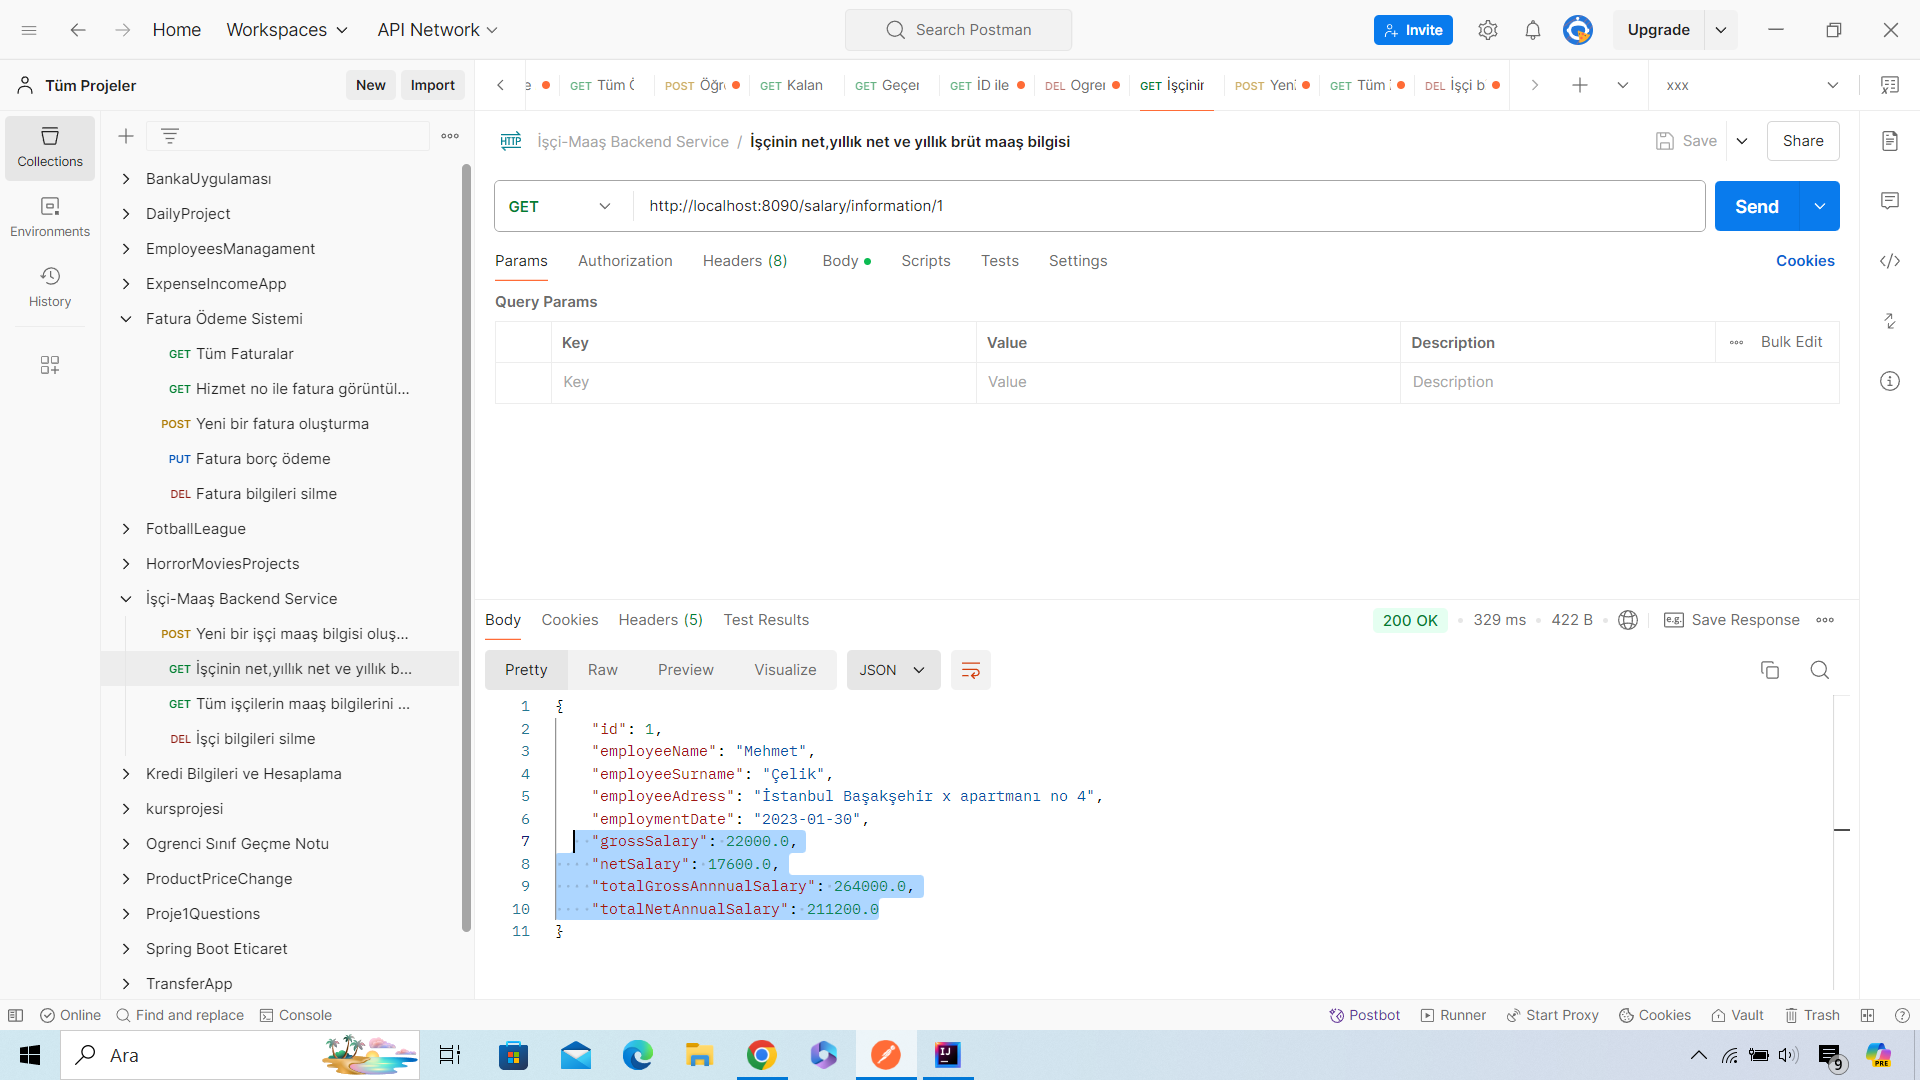 Home Workspaces API Network Search Postman Invite Upgrade
Tüm Projeler New Import
e GET Tüm Ö POST Öğr GET Kalan GET Geçer GET İD ile DEL Ogrer GET İşçinir POST Yen GET Tüm DEL İşçi b xxx
Collections
Environments
History
BankaUygulaması
DailyProject
EmployeesManagament
ExpenseIncomeApp
Fatura Ödeme Sistemi
GET Tüm Faturalar
GET Hizmet no ile fatura görüntül...
POST Yeni bir fatura oluşturma
PUT Fatura borç ödeme
DEL Fatura bilgileri silme
FotballLeague
HorrorMoviesProjects
İşçi-Maaş Backend Service
POST Yeni bir işçi maaş bilgisi oluş...
GET İşçinin net,yıllık net ve yıllık b...
GET Tüm işçilerin maaş bilgilerini ...
DEL İşçi bilgileri silme
Kredi Bilgileri ve Hesaplama
kursprojesi
Ogrenci Sınıf Geçme Notu
ProductPriceChange
Proje1Questions
Spring Boot Eticaret
TransferApp
HTTP İşçi-Maaş Backend Service / İşçinin net,yıllık net ve yıllık brüt maaş bilgisi Save Share
GET http://localhost:8090/salary/information/1 Send
Params Authorization Headers (8) Body Scripts Tests Settings Cookies
Query Params
Key Value Description Bulk Edit
Key Value Description
Body Cookies Headers (5) Test Results 200 OK 329 ms 422 B e.g. Save Response
Pretty Raw Preview Visualize JSON
1 {
2 "id": 1,
3 "employeeName": "Mehmet",
4 "employeeSurname": "Çelik",
5 "employeeAdress": "İstanbul Başakşehir x apartmanı no 4",
6 "employmentDate": "2023-01-30",
7 "grossSalary": 22000.0,
8 "netSalary": 17600.0,
9 "totalGrossAnnnualSalary": 264000.0,
10 "totalNetAnnualSalary": 211200.0
11 }
Online Find and replace Console Postbot Runner Start Proxy Cookies Vault Trash
Ara IJ 9 PRE